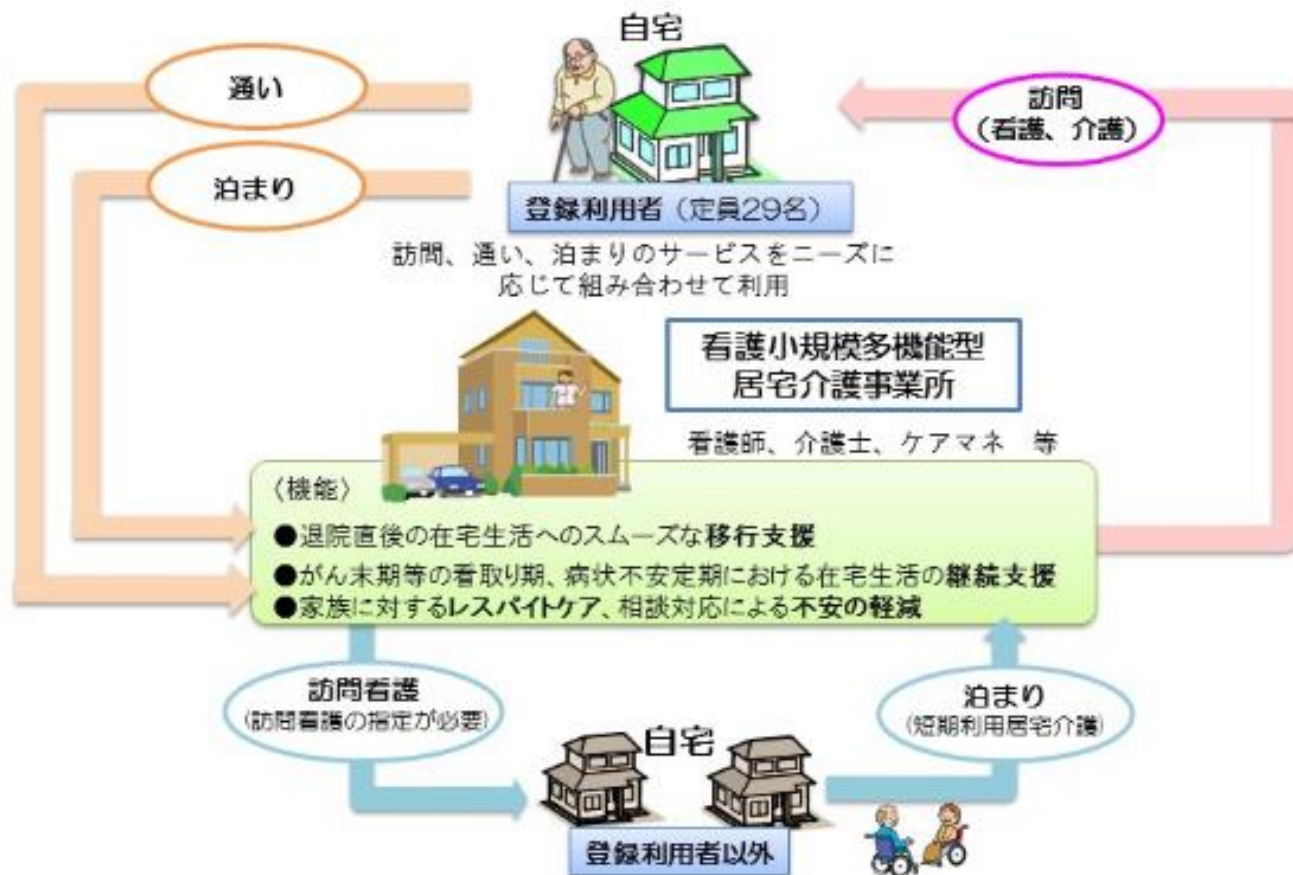 自宅
通い
訪問
(看護、介護)
泊まり
登録利用者（定員29名）
訪問、通い、泊まりのサービスをニーズに
応じて組み合わせて利用
看護小規模多機能型
居宅介護事業所
看護師、介護士、ケアマネ　等
〈機能〉
●退院直後の在宅生活へのスムーズな移行支援
●がん末期等の看取り期、病状不安定期における在宅生活の継続支援
●家族に対するレスパイトケア、相談対応による不安の軽減
訪問看護
(訪問看護の指定が必要)
泊まり
(短期利用居宅介護)
自宅
登録利用者以外